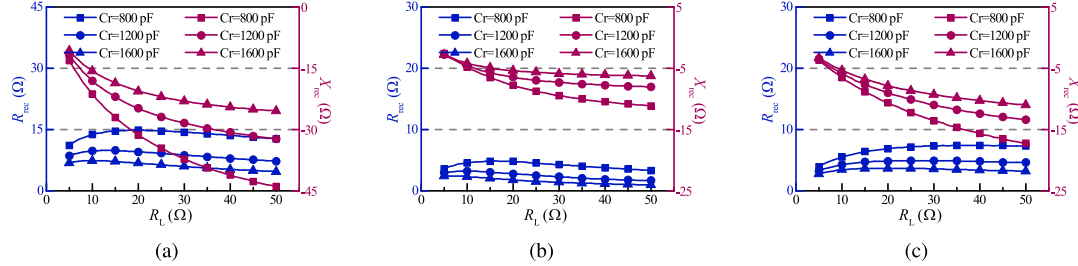 45
30
15
0
R_rec (Ω)
Cr=800 pF
Cr=1200 pF
Cr=1600 pF
Cr=800 pF
Cr=1200 pF
Cr=1600 pF
0
-15
-30
-45
X_rec (Ω)
0 10 20 30 40 50
R_L (Ω)
(a)
30
20
10
0
R_rec (Ω)
Cr=800 pF
Cr=1200 pF
Cr=1600 pF
Cr=800 pF
Cr=1200 pF
Cr=1600 pF
5
-5
-15
-25
X_rec (Ω)
0 10 20 30 40 50
R_L (Ω)
(b)
30
20
10
0
R_rec (Ω)
Cr=800 pF
Cr=1200 pF
Cr=1600 pF
Cr=800 pF
Cr=1200 pF
Cr=1600 pF
5
-5
-15
-25
X_rec (Ω)
0 10 20 30 40 50
R_L (Ω)
(c)